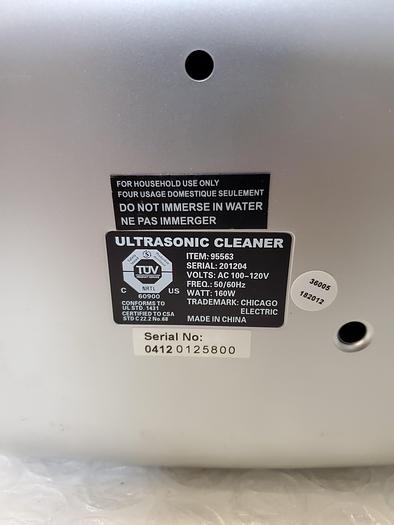 FOR HOUSEHOLD USE ONLY
FOUR USAGE DOMESTIQUE SEULEMENT
DO NOT IMMERSE IN WATER
NE PAS IMMERGER
ULTRASONIC CLEANER
TÜV
NRTL
C US
60900
CONFORMS TO
UL STD. 1431
CERTIFIED TO CSA
STD C 22.2 No.68
ITEM: 95563
SERIAL: 201204
VOLTS: AC 100-120V
FREQ.: 50/60Hz
WATT: 160W
TRADEMARK: CHICAGO
ELECTRIC
MADE IN CHINA
36005
182012
Serial No:
0412 0125800